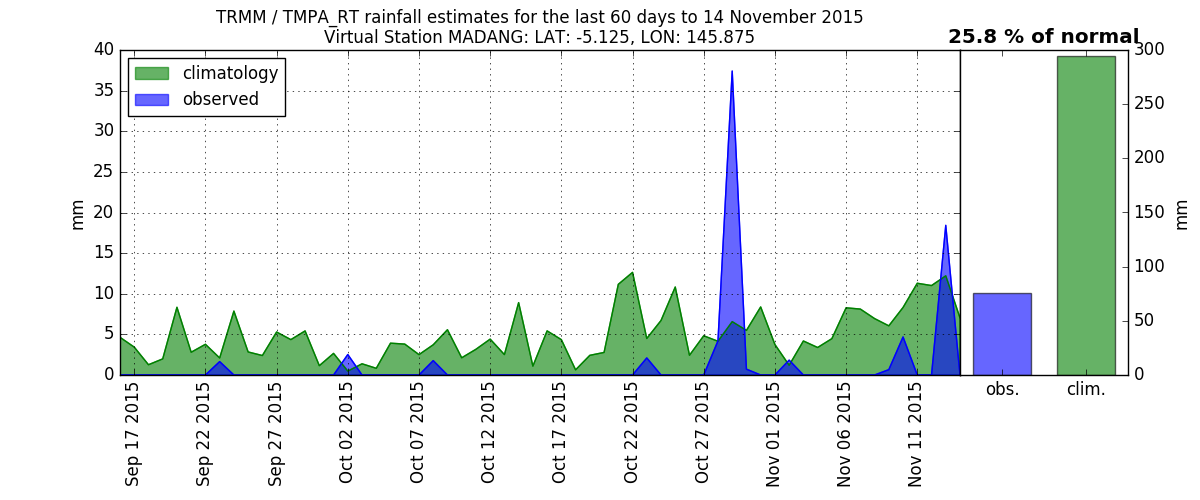 TRMM / TMPA_RT rainfall estimates for the last 60 days to 14 November 2015
Virtual Station MADANG: LAT: -5.125, LON: 145.875
25.8 % of normal
climatology
observed
40
35
30
25
20
15
10
5
0
mm
300
250
200
150
100
50
0
mm
Sep 17 2015
Sep 22 2015
Sep 27 2015
Oct 02 2015
Oct 07 2015
Oct 12 2015
Oct 17 2015
Oct 22 2015
Oct 27 2015
Nov 01 2015
Nov 06 2015
Nov 11 2015
obs.
clim.